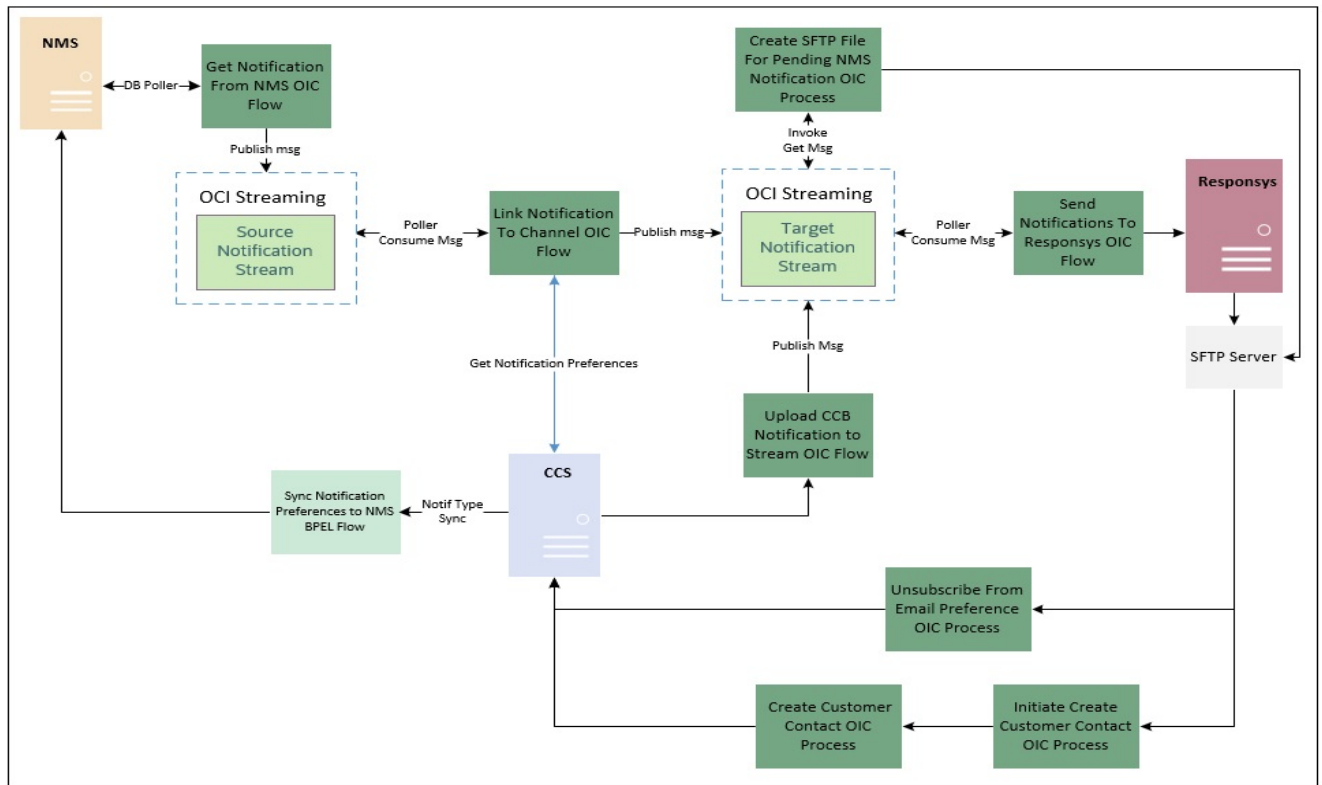 NMS
DB Poller
Get Notification
From NMS OIC
Flow
Publish msg
OCI Streaming
Source
Notification
Stream
Poller
Consume Msg
Link Notification
To Channel OIC
Flow
Publish msg
Create SFTP File
For Pending NMS
Notification OIC
Process
Invoke
Get Msg
OCI Streaming
Target
Notification
Stream
Poller
Consume Msg
Send
Notifications To
Responsys OIC
Flow
Responsys
SFTP Server
Get Notification Preferences
Publish Msg
Upload CCB
Notification to
Stream OIC Flow
CCS
Notif Type
Sync
Sync Notification
Preferences to NMS
BPEL Flow
Unsubscribe From
Email Preference
OIC Process
Create Customer
Contact OIC
Process
Initiate Create
Customer Contact
OIC Process